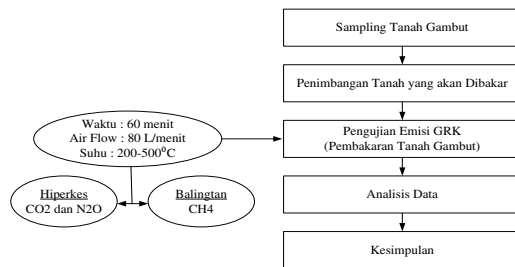 Sampling Tanah Gambut
Penimbangan Tanah yang akan Dibakar
Waktu : 60 menit
Air Flow : 80 L/menit
Suhu : 200-500⁰C
Pengujian Emisi GRK
(Pembakaran Tanah Gambut)
Hiperkes
CO2 dan N2O
Balingtan
CH4
Analisis Data
Kesimpulan